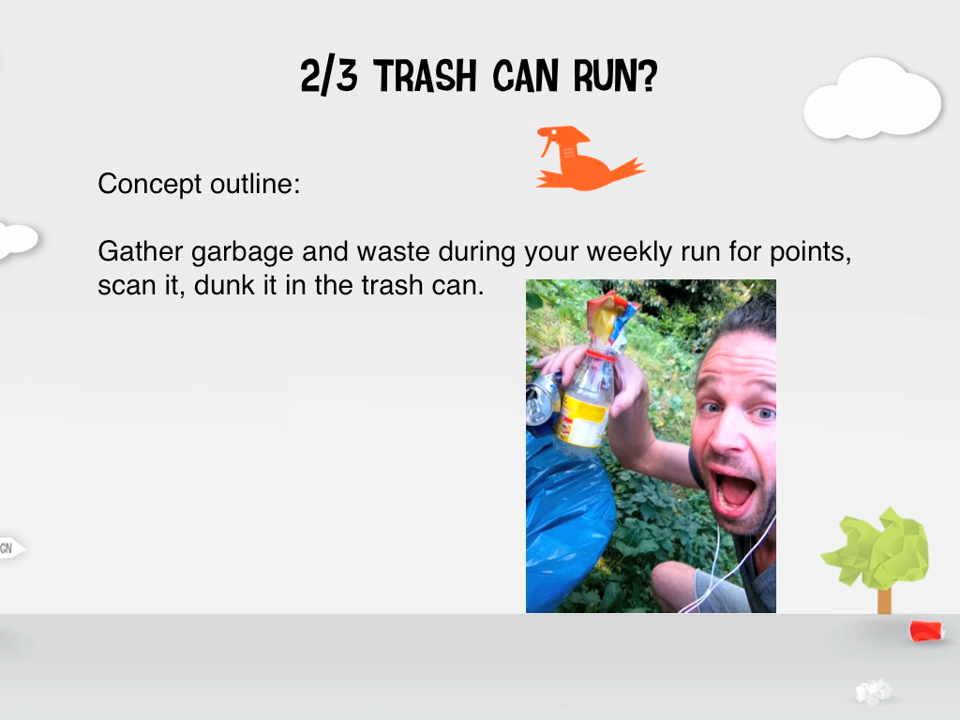 2/3 TRASH CAN RUN?
Concept outline:
Gather garbage and waste during your weekly run for points,
scan it, dunk it in the trash can.
GN